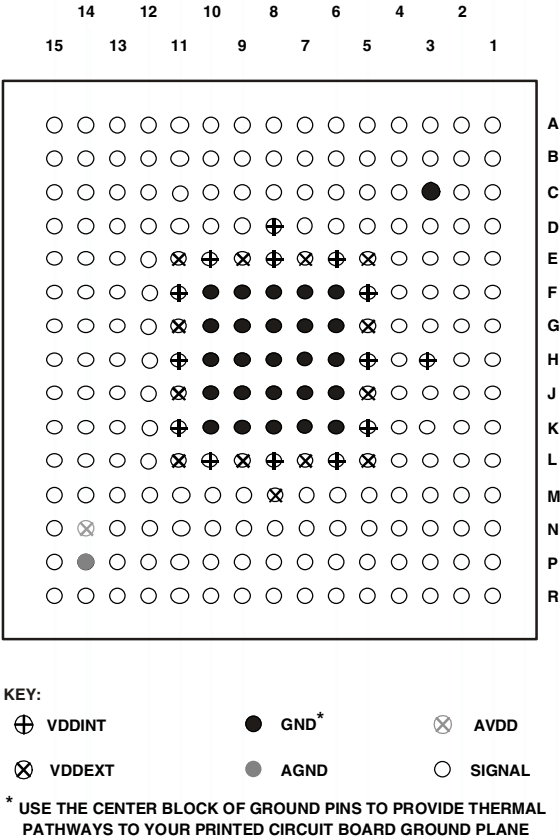 14 12 10 8 6 4 2
15 13 11 9 7 5 3 1
A
B
C
D
E
F
G
H
J
K
L
M
N
P
R
KEY:
VDDINT GND* AVDD
VDDEXT AGND SIGNAL
* USE THE CENTER BLOCK OF GROUND PINS TO PROVIDE THERMAL
PATHWAYS TO YOUR PRINTED CIRCUIT BOARD GROUND PLANE